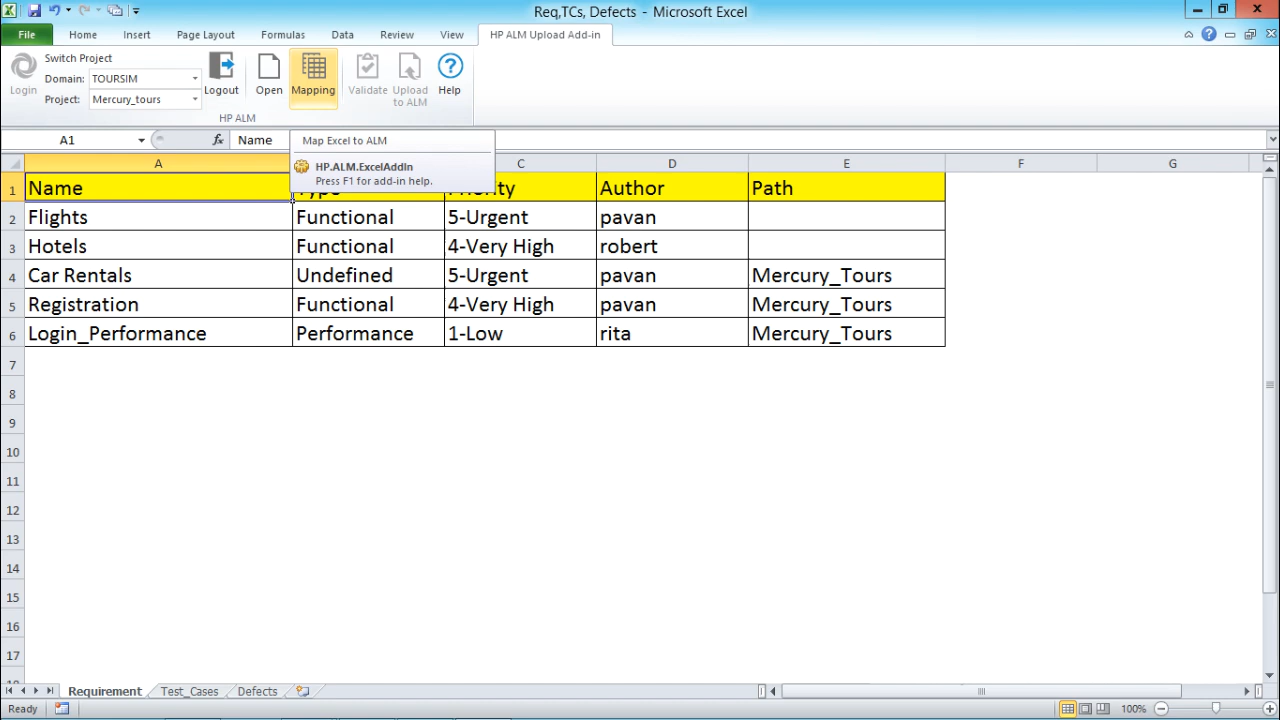 Req,TCs, Defects - Microsoft Excel
File Home Insert Page Layout Formulas Data Review View HP ALM Upload Add-in
Switch Project
Domain: TOURSIM
Project: Mercury_tours
Login Logout Open Mapping Validate Upload to ALM Help
HP ALM
A1 fx Name
Map Excel to ALM
HP.ALM.ExcelAddIn
Press F1 for add-in help.
A C D E F G
1 Name Author Path
2 Flights Functional 5-Urgent pavan
3 Hotels Functional 4-Very High robert
4 Car Rentals Undefined 5-Urgent pavan Mercury_Tours
5 Registration Functional 4-Very High pavan Mercury_Tours
6 Login_Performance Performance 1-Low rita Mercury_Tours
7
8
9
10
11
12
13
14
15
16
17
Requirement Test_Cases Defects
Ready 100%